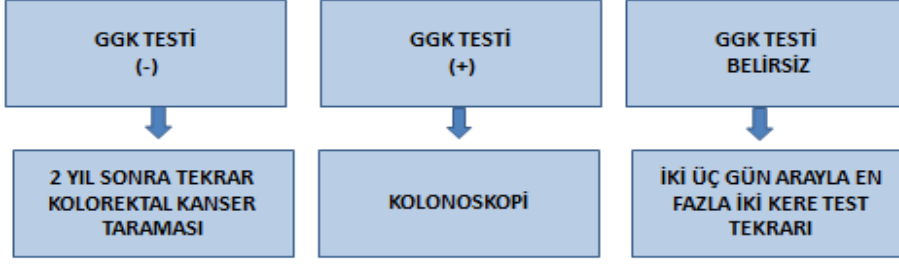 GGK TESTİ
(-)
GGK TESTİ
(+)
GGK TESTİ
BELİRSİZ
2 YIL SONRA TEKRAR
KOLOREKTAL KANSER
TARAMASI
KOLONOSKOPİ
İKİ ÜÇ GÜN ARAYLA EN
FAZLA İKİ KERE TEST
TEKRARI